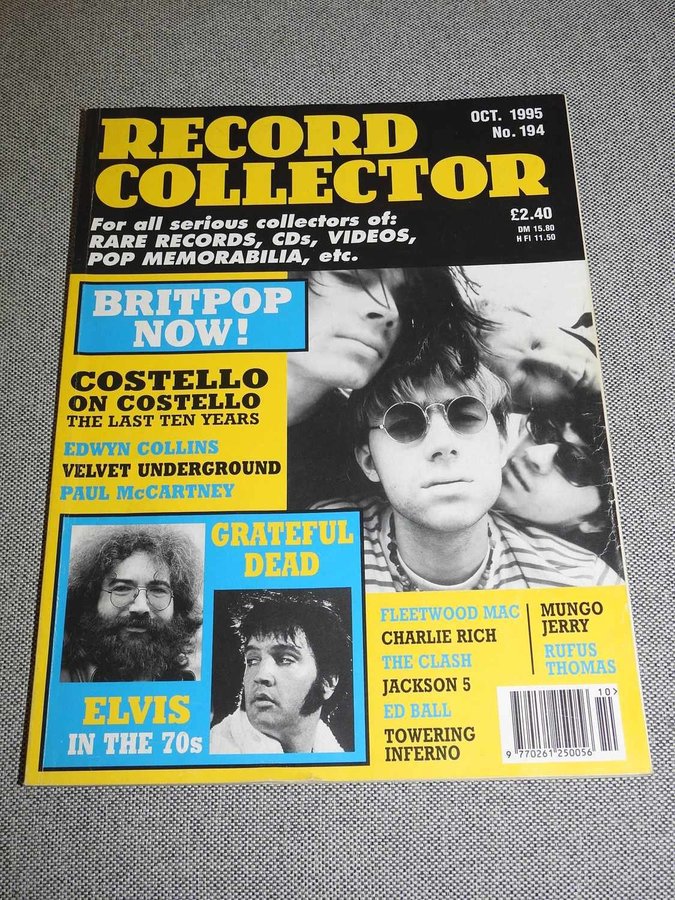 RECORD
COLLECTOR
OCT. 1995
No. 194
£2.40
DM 15.80
H Fl 11.50
For all serious collectors of:
RARE RECORDS, CDs, VIDEOS,
POP MEMORABILIA, etc.
BRITPOP
NOW!
COSTELLO
ON COSTELLO
THE LAST TEN YEARS
EDWYN COLLINS
VELVET UNDERGROUND
PAUL McCARTNEY
GRATEFUL
DEAD
ELVIS
IN THE 70s
FLEETWOOD MAC
CHARLIE RICH
THE CLASH
JACKSON 5
ED BALL
TOWERING
INFERNO
MUNGO
JERRY
RUFUS
THOMAS
10>
9 770261 250056